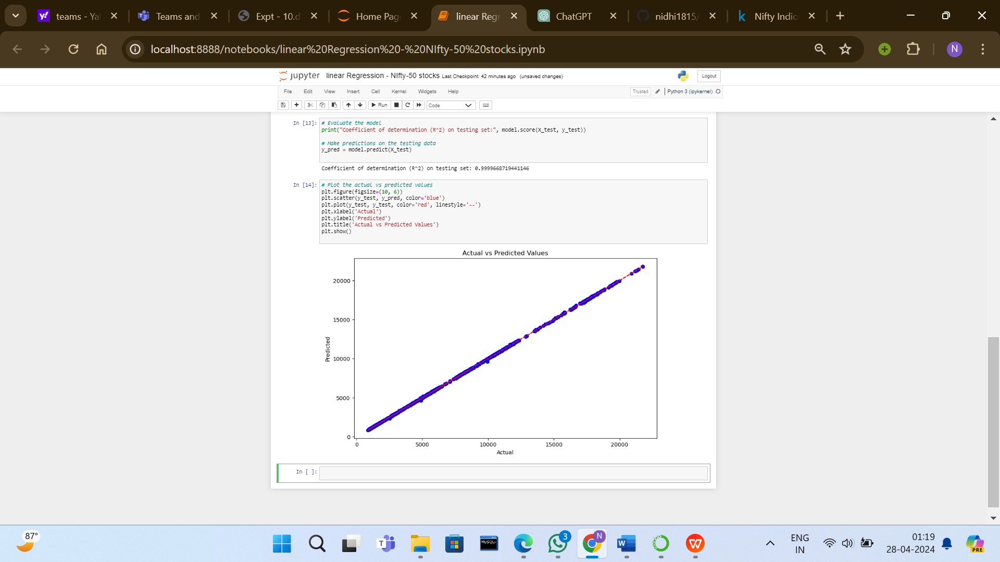 teams - Ya
Teams and
Expt - 10.d
Home Pag
linear Regr
ChatGPT
nidhi1815/
Nifty Indic
localhost:8888/notebooks/linear%20Regression%20-%20NIfty-50%20stocks.ipynb
N
jupyter linear Regression - NIfty-50 stocks Last Checkpoint: 42 minutes ago (unsaved changes)
Logout
File Edit View Insert Cell Kernel Widgets Help
Trusted
Python 3 (ipykernel)
Run
Code
In [13]:
# Evaluate the model
print("Coefficient of determination (R^2) on testing set:", model.score(X_test, y_test))
# Make predictions on the testing data
y_pred = model.predict(X_test)
Coefficient of determination (R^2) on testing set: 0.9999668719441146
In [14]:
# Plot the actual vs predicted values
plt.figure(figsize=(10, 6))
plt.scatter(y_test, y_pred, color='blue')
plt.plot(y_test, y_test, color='red', linestyle='--')
plt.xlabel('Actual')
plt.ylabel('Predicted')
plt.title('Actual vs Predicted Values')
plt.show()
Actual vs Predicted Values
20000
15000
10000
5000
0
Predicted
0 5000 10000 15000 20000
Actual
In [ ]:
87°
T
MySQL
3
N
W
ENG
IN
01:19
28-04-2024
PRE